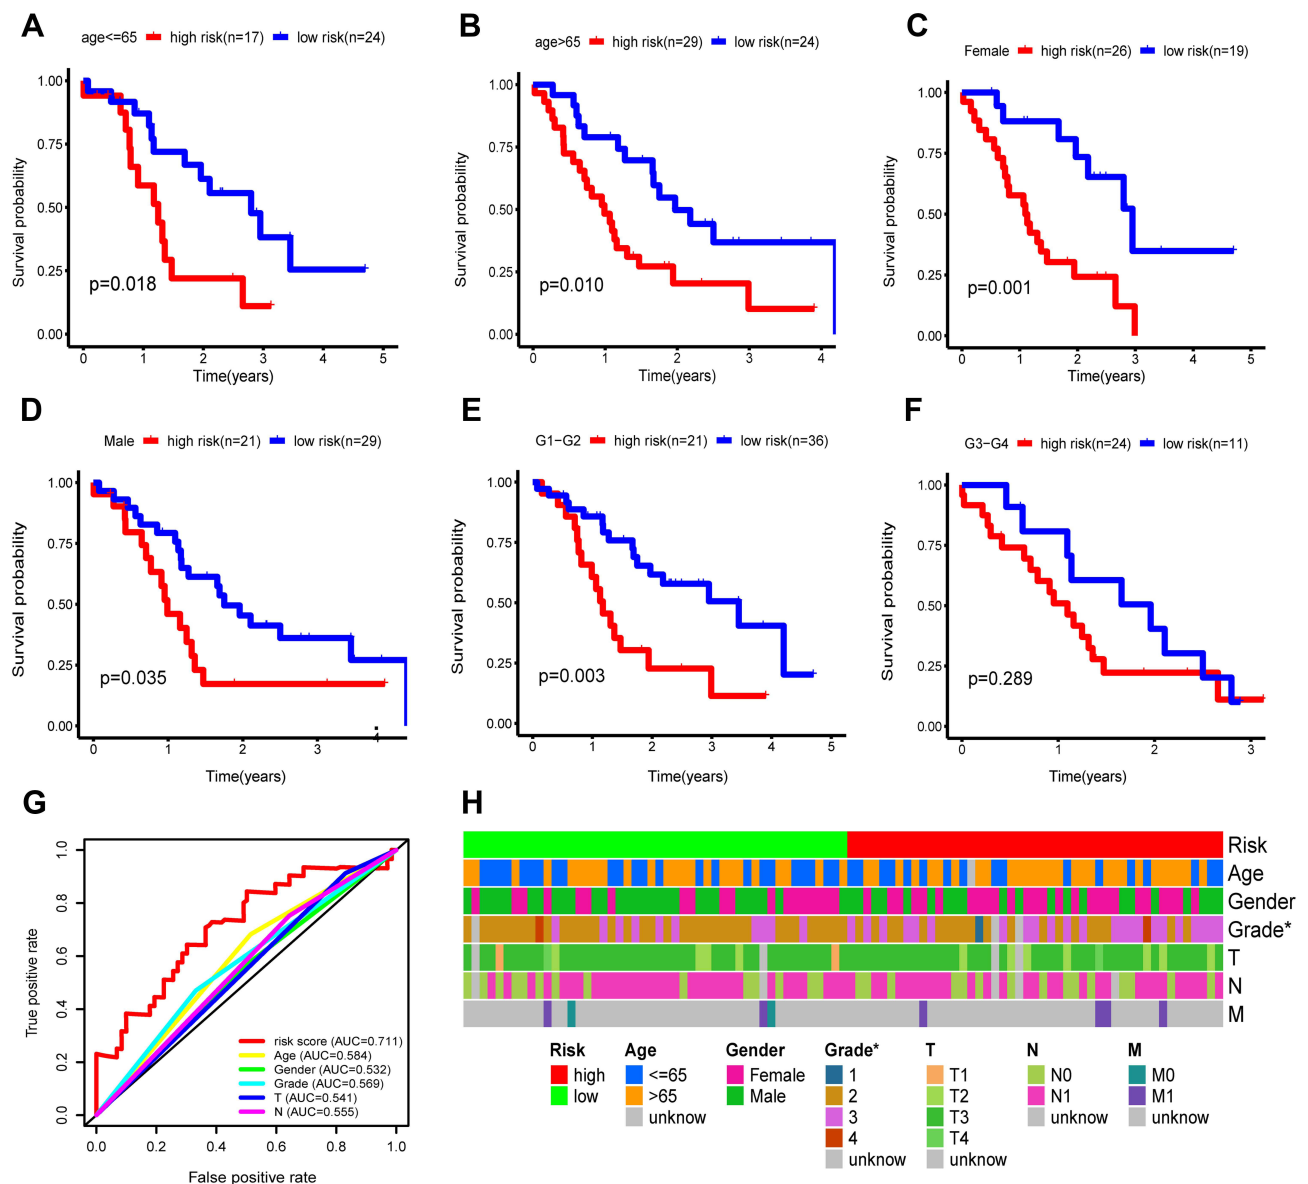 A
age<=65 high risk(n=17) low risk(n=24)
Survival probability
1.00
0.75
0.50
0.25
0.00
p=0.018
0 1 2 3 4 5
Time(years)
B
age>65 high risk(n=29) low risk(n=24)
Survival probability
1.00
0.75
0.50
0.25
0.00
p=0.010
0 1 2 3 4
Time(years)
C
Female high risk(n=26) low risk(n=19)
Survival probability
1.00
0.75
0.50
0.25
0.00
p=0.001
0 1 2 3 4 5
Time(years)
D
Male high risk(n=21) low risk(n=29)
Survival probability
1.00
0.75
0.50
0.25
0.00
p=0.035
0 1 2 3
Time(years)
E
G1-G2 high risk(n=21) low risk(n=36)
Survival probability
1.00
0.75
0.50
0.25
0.00
p=0.003
0 1 2 3 4 5
Time(years)
F
G3-G4 high risk(n=24) low risk(n=11)
Survival probability
1.00
0.75
0.50
0.25
0.00
p=0.289
0 1 2 3
Time(years)
G
True positive rate
1.0
0.8
0.6
0.4
0.2
0.0
risk score (AUC=0.711)
Age (AUC=0.584)
Gender (AUC=0.532)
Grade (AUC=0.569)
T (AUC=0.541)
N (AUC=0.555)
0.0 0.2 0.4 0.6 0.8 1.0
False positive rate
H
Risk
Age
Gender
Grade*
T
N
M
Risk
high
low
Age
<=65
>65
unknow
Gender
Female
Male
Grade*
1
2
3
4
unknow
T
T1
T2
T3
T4
unknow
N
N0
N1
unknow
M
M0
M1
unknow